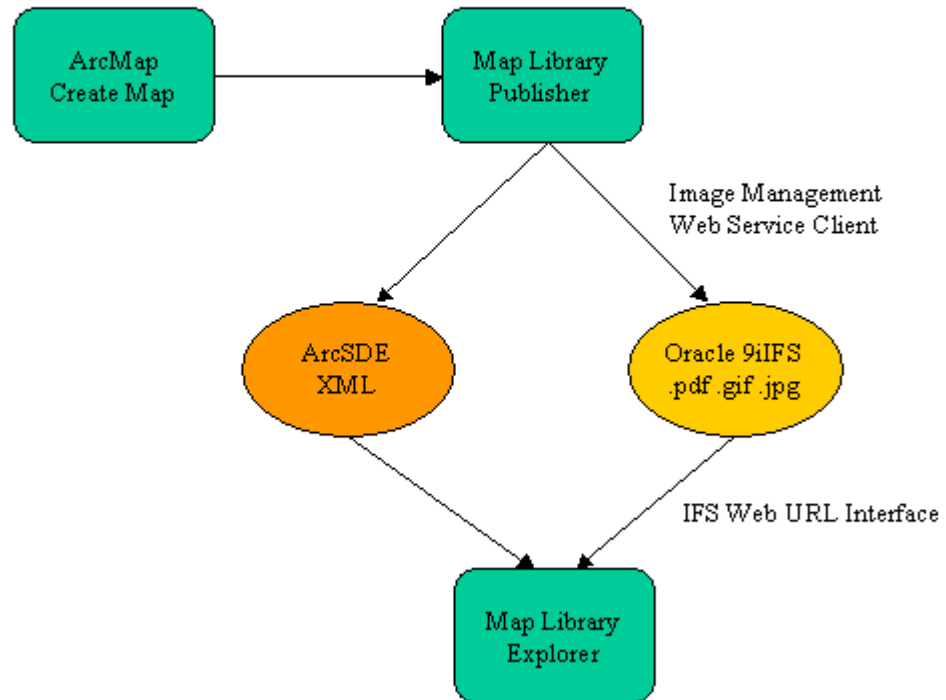 ArcMap
Create Map
Map Library
Publisher
Image Management
Web Service Client
ArcSDE
XML
Oracle 9iIFS
.pdf .gif .jpg
IFS Web URL Interface
Map Library
Explorer